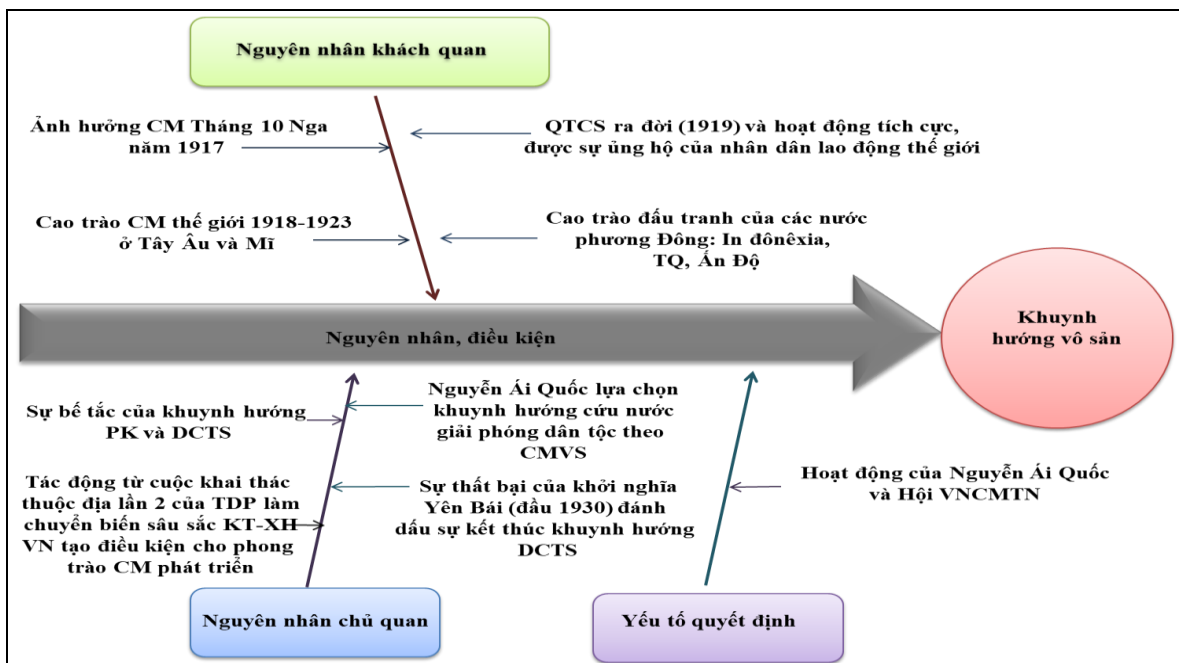 Nguyên nhân khách quan
Ảnh hưởng CM Tháng 10 Nga
năm 1917
QTCS ra đời (1919) và hoạt động tích cực,
được sự ủng hộ của nhân dân lao động thế giới
Cao trào CM thế giới 1918-1923
ở Tây Âu và Mĩ
Cao trào đấu tranh của các nước
phương Đông: In đônêxia,
TQ, Ấn Độ
Nguyên nhân, điều kiện
Khuynh
hướng vô sản
Sự bế tắc của khuynh hướng
PK và DCTS
Nguyễn Ái Quốc lựa chọn
khuynh hướng cứu nước
giải phóng dân tộc theo
CMVS
Tác động từ cuộc khai thác
thuộc địa lần 2 của TDP làm
chuyển biến sâu sắc KT-XH
VN tạo điều kiện cho phong
trào CM phát triển
Sự thất bại của khởi nghĩa
Yên Bái (đầu 1930) đánh
dấu sự kết thúc khuynh hướng
DCTS
Hoạt động của Nguyễn Ái Quốc
và Hội VNCMTN
Nguyên nhân chủ quan
Yếu tố quyết định